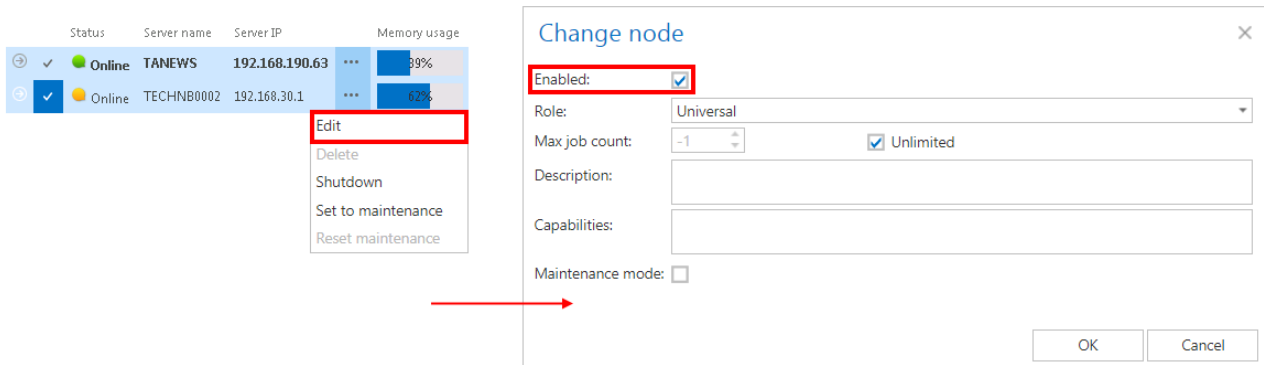 Status Server name Server IP Memory usage
Online TANEWS 192.168.190.63 ••• 39%
Online TECHNB0002 192.168.30.1 ••• 62%
Edit
Delete
Shutdown
Set to maintenance
Reset maintenance
Change node
Enabled:
Role: Universal
Max job count: -1 Unlimited
Description:
Capabilities:
Maintenance mode:
OK Cancel